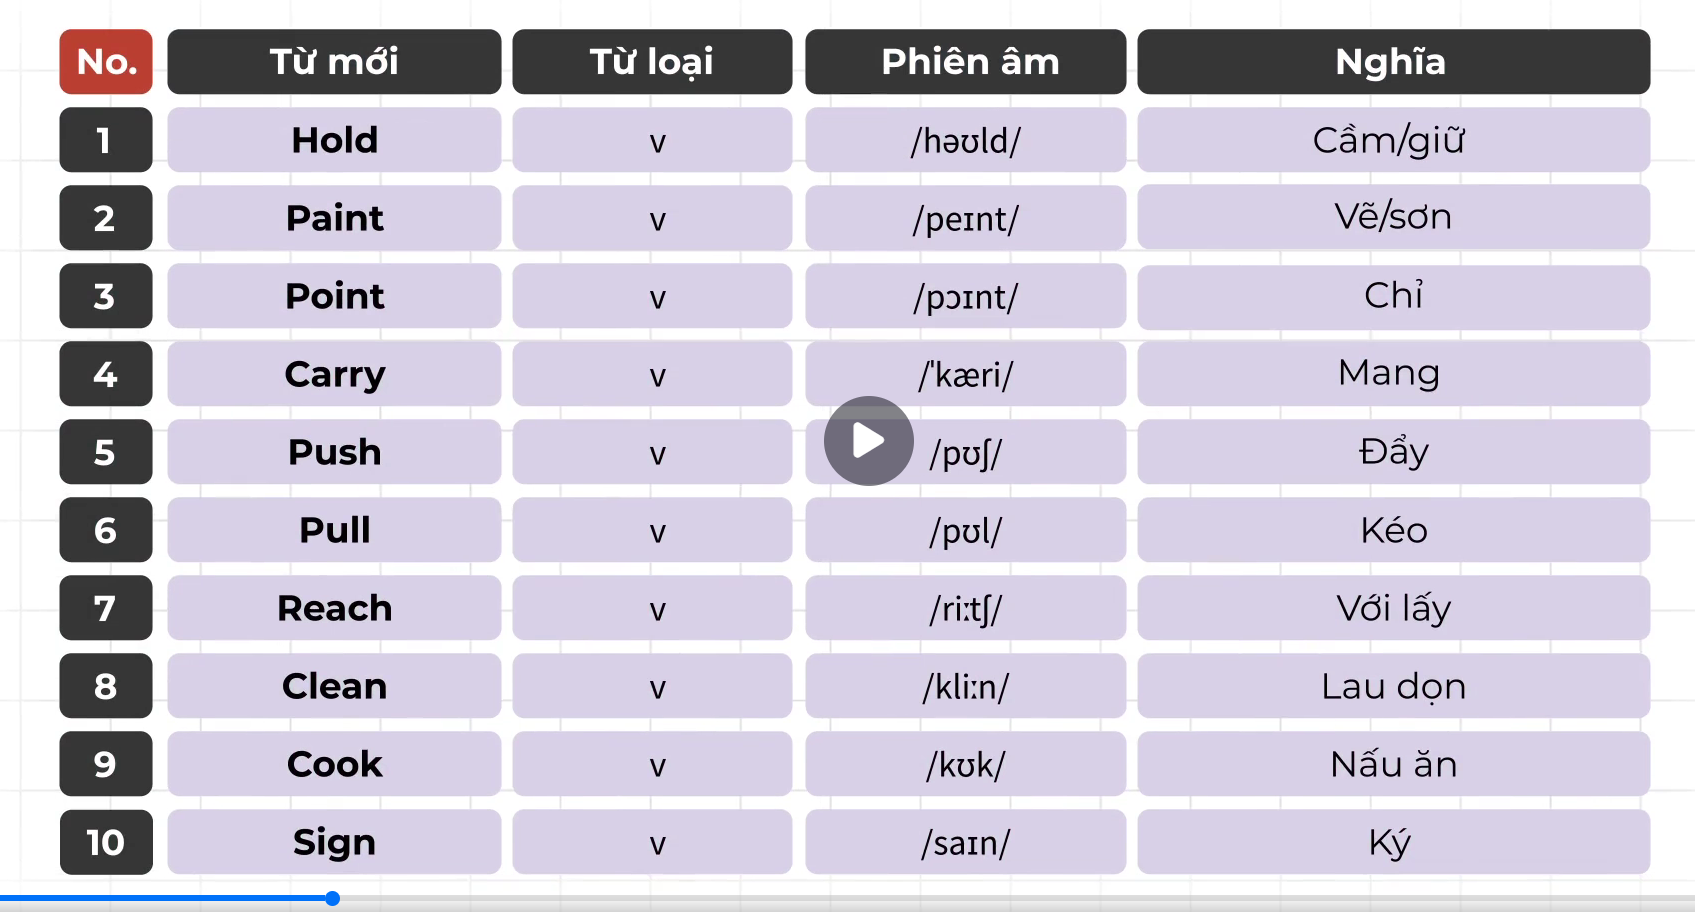 No. Từ mới Từ loại Phiên âm Nghĩa
1 Hold v /həʊld/ Cầm/giữ
2 Paint v /peɪnt/ Vẽ/sơn
3 Point v /pɔɪnt/ Chỉ
4 Carry v /ˈkæri/ Mang
5 Push v /pʊʃ/ Đẩy
6 Pull v /pʊl/ Kéo
7 Reach v /riːtʃ/ Với lấy
8 Clean v /kliːn/ Lau dọn
9 Cook v /kʊk/ Nấu ăn
10 Sign v /saɪn/ Ký